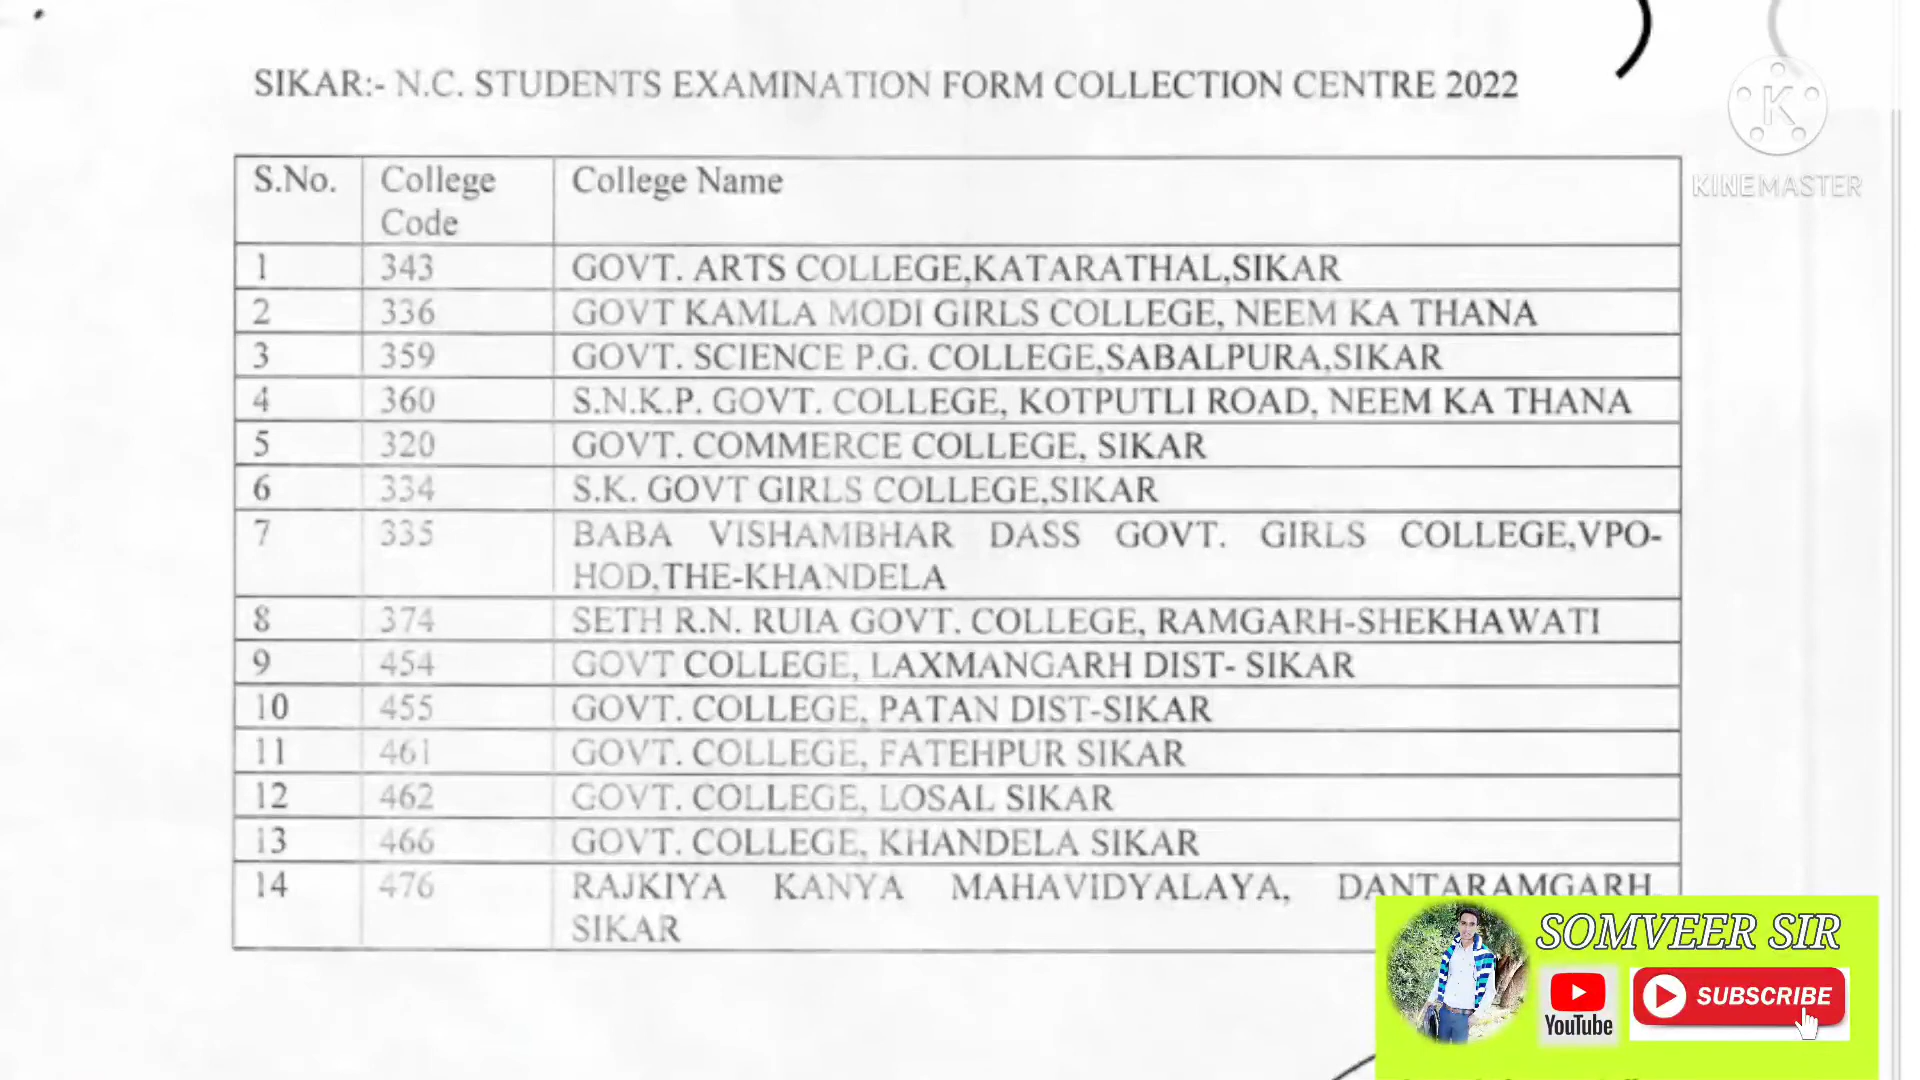 SIKAR:- N.C. STUDENTS EXAMINATION FORM COLLECTION CENTRE 2022
KINEMASTER
S.No. College Code College Name
1 343 GOVT. ARTS COLLEGE,KATARATHAL,SIKAR
2 336 GOVT KAMLA MODI GIRLS COLLEGE, NEEM KA THANA
3 359 GOVT. SCIENCE P.G. COLLEGE,SABALPURA,SIKAR
4 360 S.N.K.P. GOVT. COLLEGE, KOTPUTLI ROAD, NEEM KA THANA
5 320 GOVT. COMMERCE COLLEGE, SIKAR
6 334 S.K. GOVT GIRLS COLLEGE,SIKAR
7 335 BABA VISHAMBHAR DASS GOVT. GIRLS COLLEGE,VPO-
HOD,THE-KHANDELA
8 374 SETH R.N. RUIA GOVT. COLLEGE, RAMGARH-SHEKHAWATI
9 454 GOVT COLLEGE, LAXMANGARH DIST- SIKAR
10 455 GOVT. COLLEGE, PATAN DIST-SIKAR
11 461 GOVT. COLLEGE, FATEHPUR SIKAR
12 462 GOVT. COLLEGE, LOSAL SIKAR
13 466 GOVT. COLLEGE, KHANDELA SIKAR
14 476 RAJKIYA KANYA MAHAVIDYALAYA, DANTARAMGARH,
SIKAR
SOMVEER SIR
YouTube
SUBSCRIBE